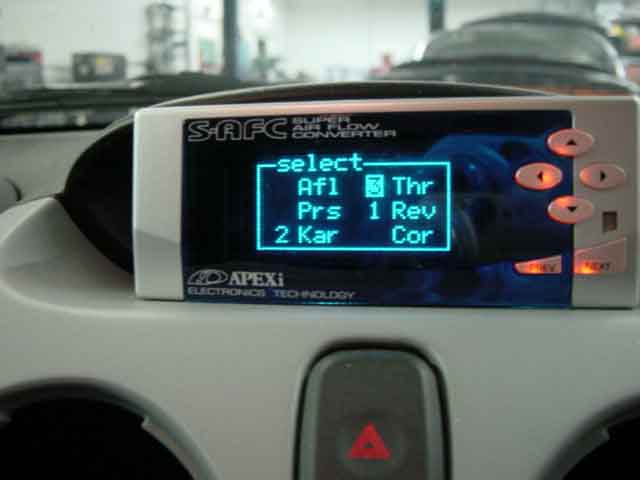 S-AFC SUPER
AIR FLOW
CONVERTER
select
Afl 3 Thr
Prs 1 Rev
2 Kar Cor
PREV NEXT
APEXi
ELECTRONICS TECHNOLOGY